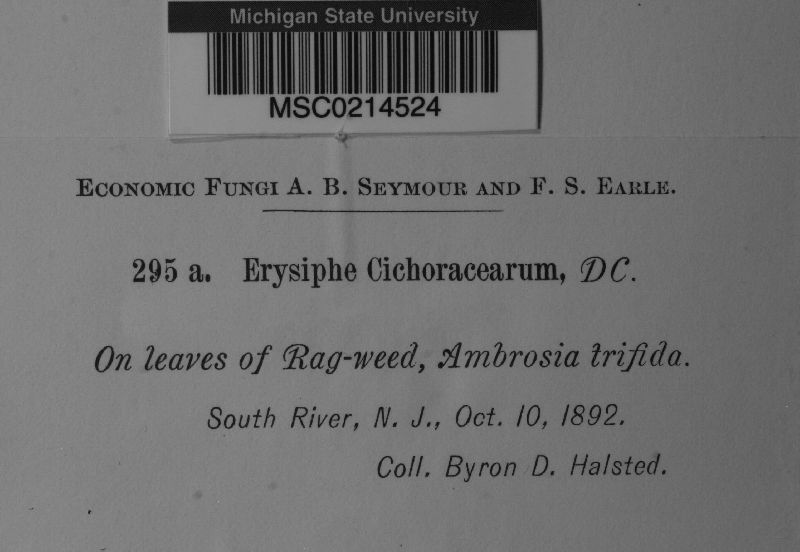 Michigan State University
MSC0214524
Economic Fungi A. B. Seymour and F. S. Earle.
295 a. Erysiphe Cichoracearum, DC.
On leaves of Rag-weed, Ambrosia trifida.
South River, N. J., Oct. 10, 1892.
Coll. Byron D. Halsted.